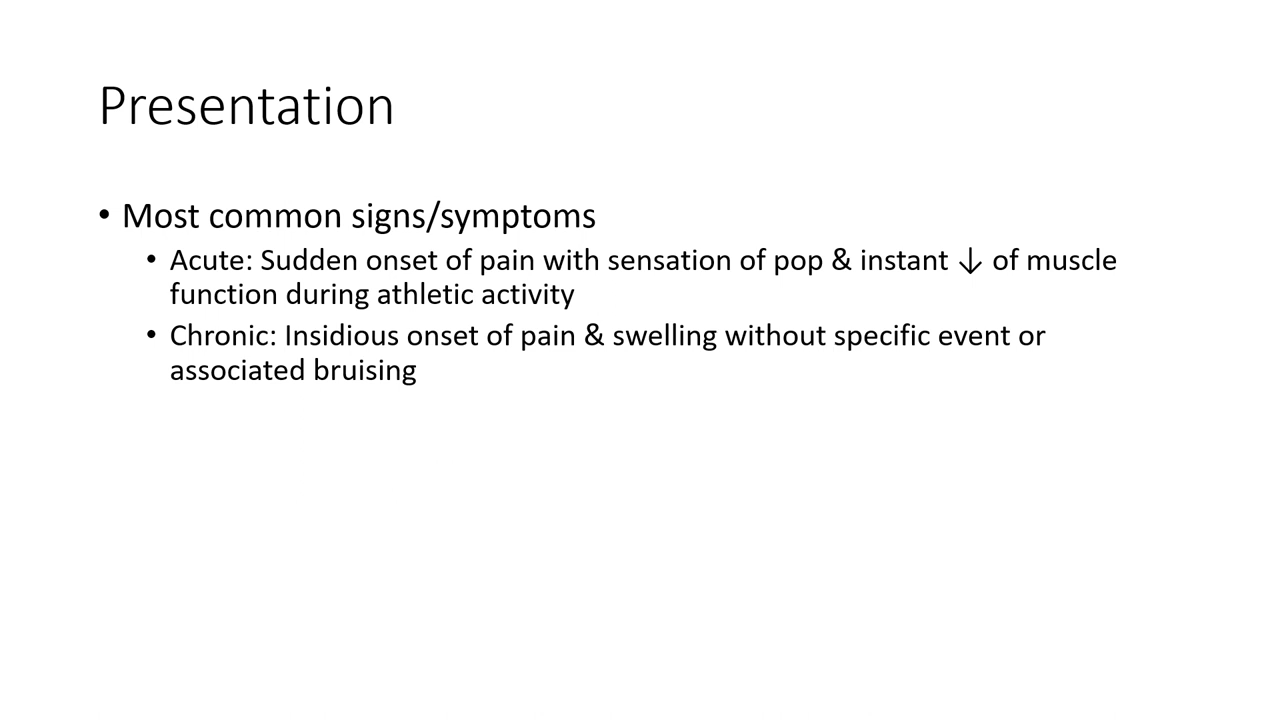 Presentation
• Most common signs/symptoms
• Acute: Sudden onset of pain with sensation of pop & instant ↓ of muscle
function during athletic activity
• Chronic: Insidious onset of pain & swelling without specific event or
associated bruising